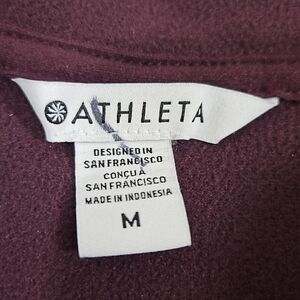 ATHLETA
DESIGNED IN
SAN FRANCISCO
CONÇU À
SAN FRANCISCO
MADE IN INDONESIA
M